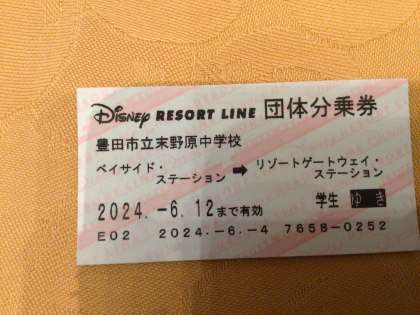 Disney RESORT LINE 団体分乗券
豊田市立末野原中学校
ベイサイド・ステーション ➡ リゾートゲートウェイ・ステーション
2024.-6.12まで有効 学生 ゆき
E02 2024.-6.-4 7658-0252